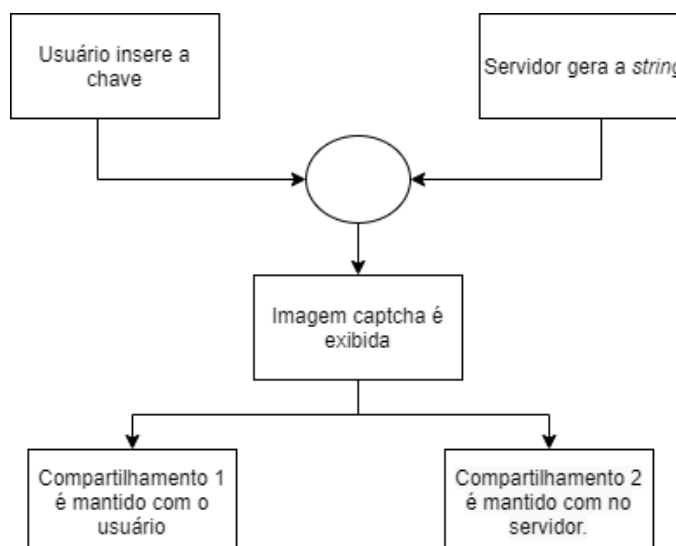 Usuário insere a
chave
Servidor gera a string
Imagem captcha é
exibida
Compartilhamento 1
é mantido com o
usuário
Compartilhamento 2
é mantido com no
servidor.